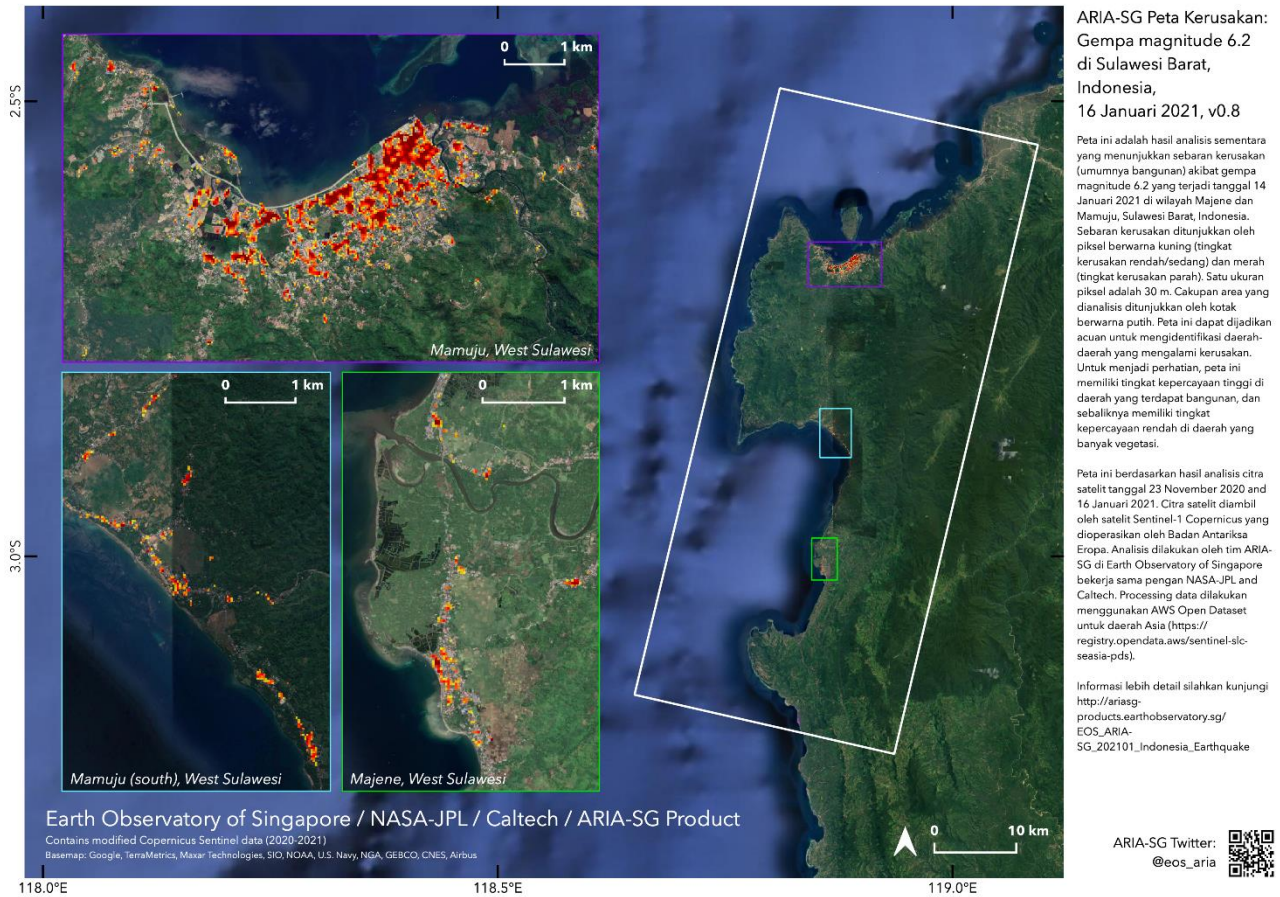 ARIA-SG Peta Kerusakan:
Gempa magnitude 6.2
di Sulawesi Barat,
Indonesia,
16 Januari 2021, v0.8
Peta ini adalah hasil analisis sementara
yang menunjukkan sebaran kerusakan
(umumnya bangunan) akibat gempa
magnitude 6.2 yang terjadi tanggal 14
Januari 2021 di wilayah Majene dan
Mamuju, Sulawesi Barat, Indonesia.
Sebaran kerusakan ditunjukkan oleh
piksel berwarna kuning (tingkat
kerusakan rendah/sedang) dan merah
(tingkat kerusakan parah). Satu ukuran
piksel adalah 30 m. Cakupan area yang
dianalisis ditunjukkan oleh kotak
berwarna putih. Peta ini dapat dijadikan
acuan untuk mengidentifikasi daerah-
daerah yang mengalami kerusakan.
Untuk menjadi perhatian, peta ini
memiliki tingkat kepercayaan tinggi di
daerah yang terdapat bangunan, dan
sebaliknya memiliki tingkat
kepercayaan rendah di daerah yang
banyak vegetasi.
Peta ini berdasarkan hasil analisis citra
satelit tanggal 23 November 2020 and
16 Januari 2021. Citra satelit diambil
oleh satelit Sentinel-1 Copernicus yang
dioperasikan oleh Badan Antariksa
Eropa. Analisis dilakukan oleh tim ARIA-
SG di Earth Observatory of Singapore
bekerja sama pengan NASA-JPL and
Caltech. Processing data dilakukan
menggunakan AWS Open Dataset
untuk daerah Asia (https://
registry.opendata.aws/sentinel-slc-
seasia-pds).
Informasi lebih detail silahkan kunjungi
http://ariasg-
products.earthobservatory.sg/
EOS_ARIA-
SG_202101_Indonesia_Earthquake
ARIA-SG Twitter:
@eos_aria
2.5°S
3.0°S
118.0°E
118.5°E
119.0°E
0 1 km
Mamuju, West Sulawesi
0 1 km
Mamuju (south), West Sulawesi
0 1 km
Majene, West Sulawesi
0 10 km
Earth Observatory of Singapore / NASA-JPL / Caltech / ARIA-SG Product
Contains modified Copernicus Sentinel data (2020-2021)
Basemap: Google, TerraMetrics, Maxar Technologies, SIO, NOAA, U.S. Navy, NGA, GEBCO, CNES, Airbus